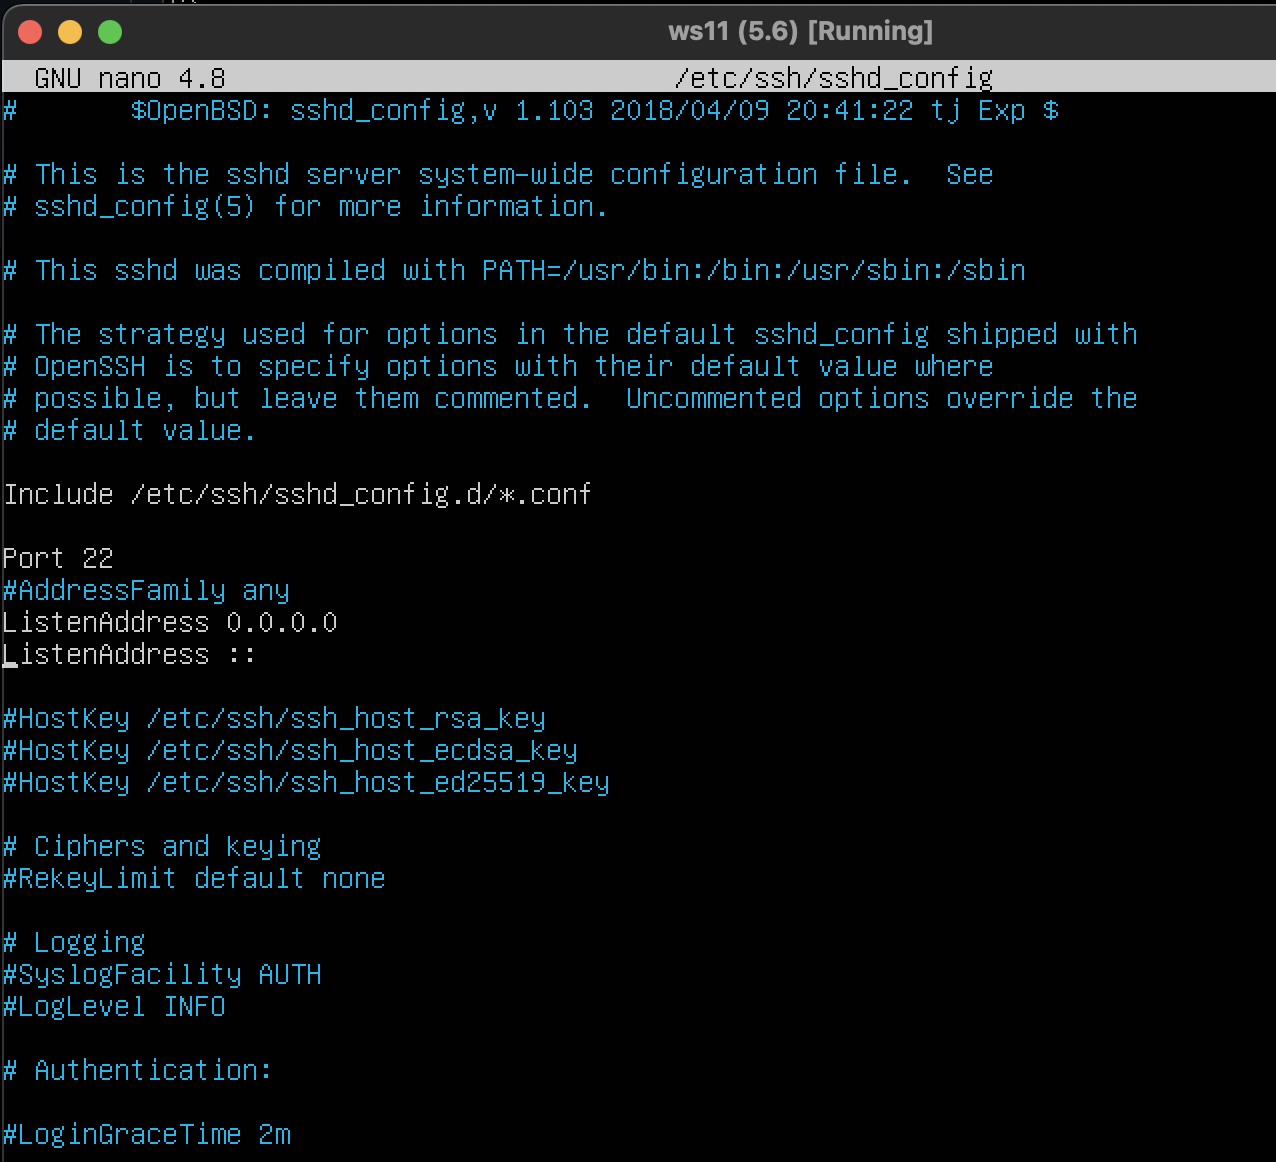 ws11 (5.6) [Running]
GNU nano 4.8 /etc/ssh/sshd_config
# $OpenBSD: sshd_config,v 1.103 2018/04/09 20:41:22 tj Exp $
# This is the sshd server system-wide configuration file.  See
# sshd_config(5) for more information.
# This sshd was compiled with PATH=/usr/bin:/bin:/usr/sbin:/sbin
# The strategy used for options in the default sshd_config shipped with
# OpenSSH is to specify options with their default value where
# possible, but leave them commented.  Uncommented options override the
# default value.
Include /etc/ssh/sshd_config.d/*.conf
Port 22
#AddressFamily any
ListenAddress 0.0.0.0
ListenAddress ::
#HostKey /etc/ssh/ssh_host_rsa_key
#HostKey /etc/ssh/ssh_host_ecdsa_key
#HostKey /etc/ssh/ssh_host_ed25519_key
# Ciphers and keying
#RekeyLimit default none
# Logging
#SyslogFacility AUTH
#LogLevel INFO
# Authentication:
#LoginGraceTime 2m